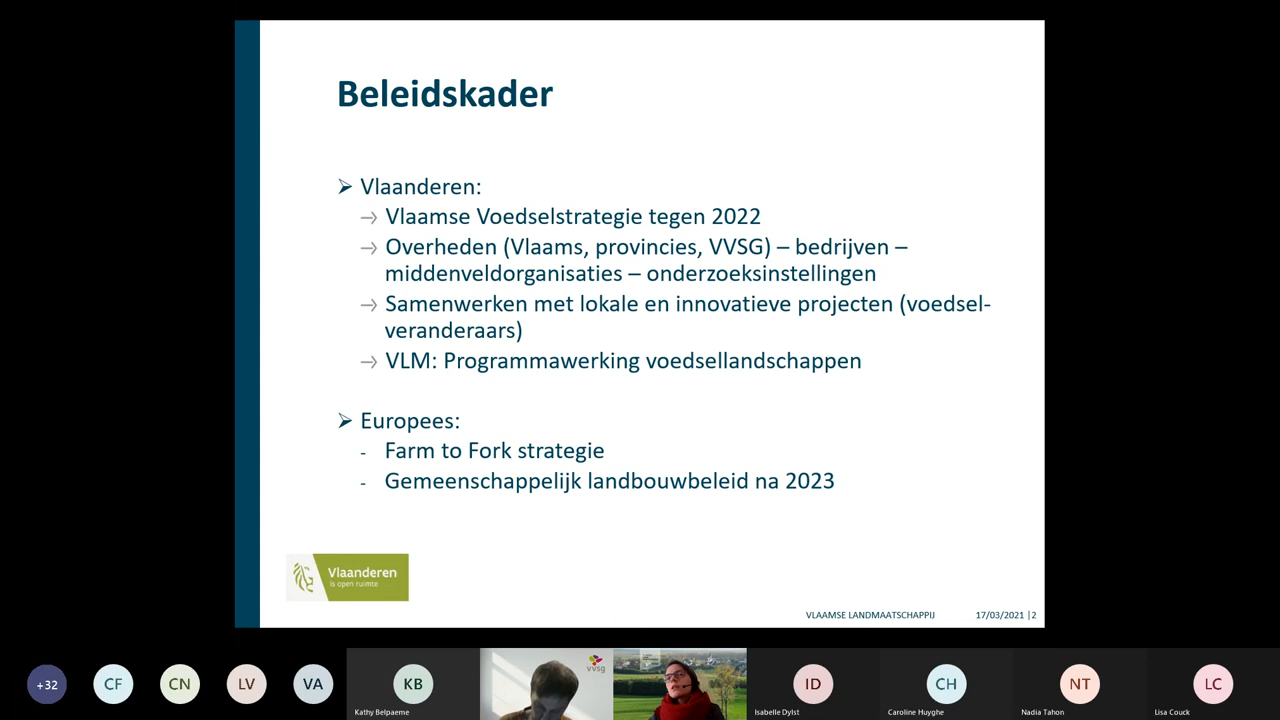 Beleidskader
Vlaanderen:
Vlaamse Voedselstrategie tegen 2022
Overheden (Vlaams, provincies, VVSG) – bedrijven –
middenveldorganisaties – onderzoeksinstellingen
Samenwerken met lokale en innovatieve projecten (voedsel-
veranderaars)
VLM: Programmawerking voedsellandschappen
Europees:
- Farm to Fork strategie
- Gemeenschappelijk landbouwbeleid na 2023
Vlaanderen
is open ruimte
VLAAMSE LANDMAATSCHAPPIJ 17/03/2021 |2
vvsg
+32 CF CN LV VA KB ID CH NT LC
Kathy Belpaeme Isabelle Dylst Caroline Huyghe Nadia Tahon Lisa Couck